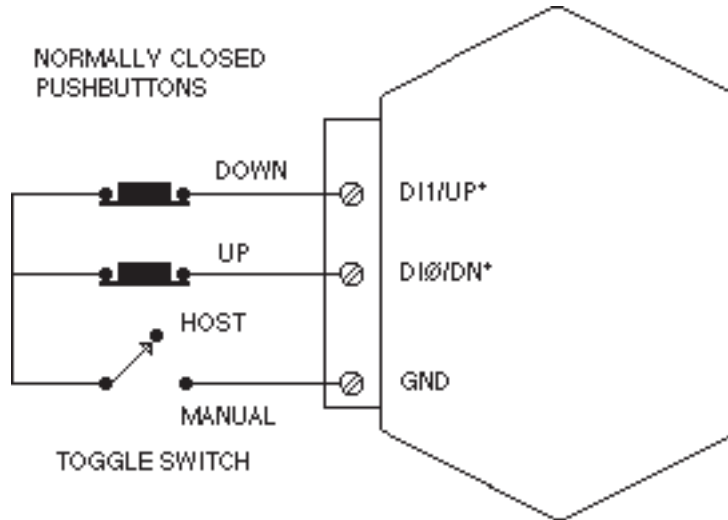 NORMALLY CLOSED
PUSHBUTTONS
DOWN
DI1/UP*
UP
DIØ/DN*
HOST
GND
MANUAL
TOGGLE SWITCH